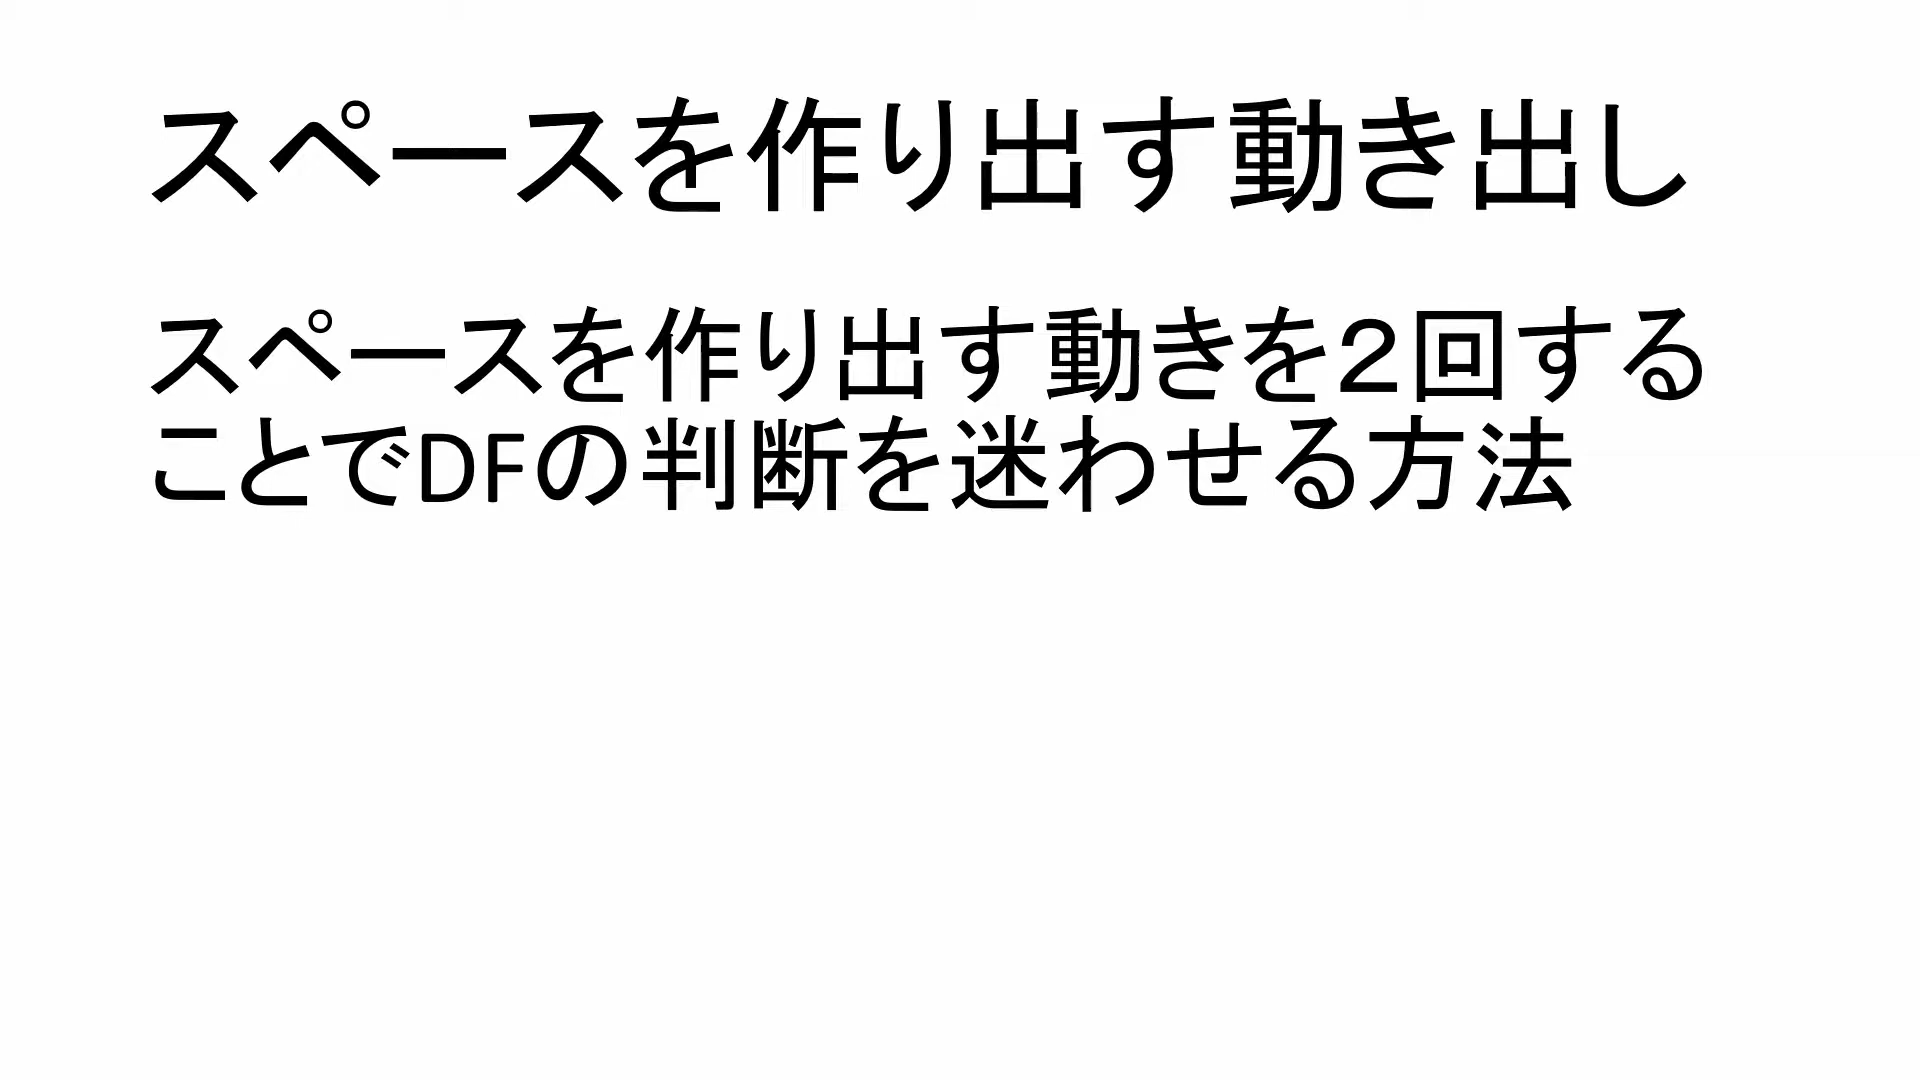 スペースを作り出す動き出し
スペースを作り出す動きを２回する
ことでDFの判断を迷わせる方法